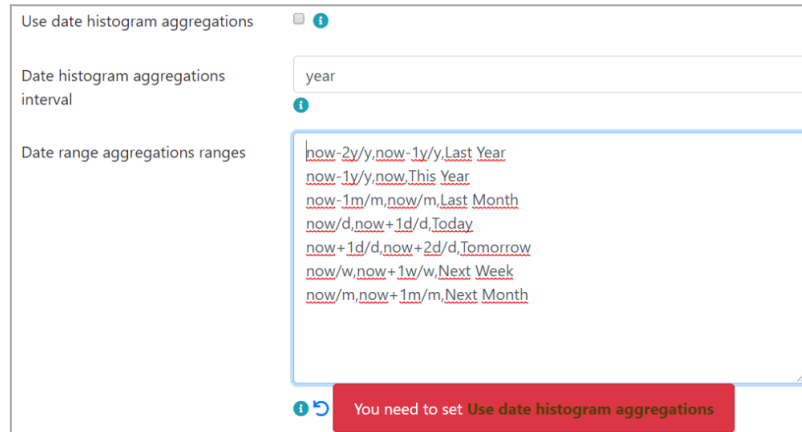 Use date histogram aggregations
Date histogram aggregations
interval
year
Date range aggregations ranges
now-2y/y,now-1y/y,Last Year
now-1y/y,now,This Year
now-1m/m,now/m,Last Month
now/d,now+1d/d,Today
now+1d/d,now+2d/d,Tomorrow
now/w,now+1w/w,Next Week
now/m,now+1m/m,Next Month
You need to set Use date histogram aggregations